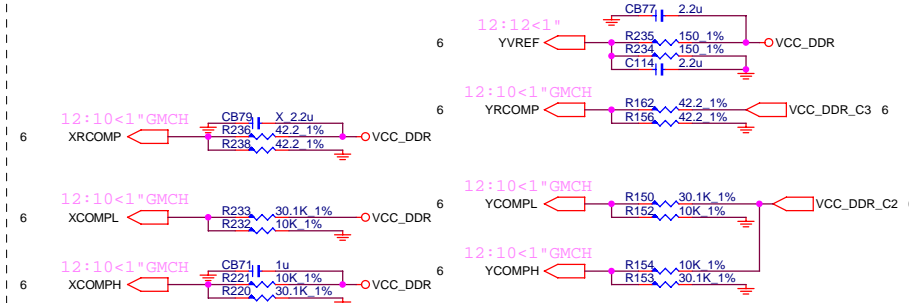 CB77 2.2u
12:12<1"
6 YVREF R235 150_1% VCC_DDR
R234 150_1%
C114 2.2u
12:10<1"GMCH
6 YRCOMP R162 42.2_1% VCC_DDR_C3 6
R156 42.2_1%
12:10<1"GMCH CB79 X_2.2u
6 XRCOMP R236 42.2_1% VCC_DDR
R238 42.2_1%
12:10<1"GMCH
6 XCOMPL R233 30.1K_1% VCC_DDR
R232 10K_1%
12:10<1"GMCH
6 YCOMPL R150 30.1K_1% VCC_DDR_C2
R152 10K_1%
12:10<1"GMCH CB71 1u
6 XCOMPH R221 10K_1% VCC_DDR
R220 30.1K_1%
12:10<1"GMCH
6 YCOMPH R154 10K_1%
R153 30.1K_1%